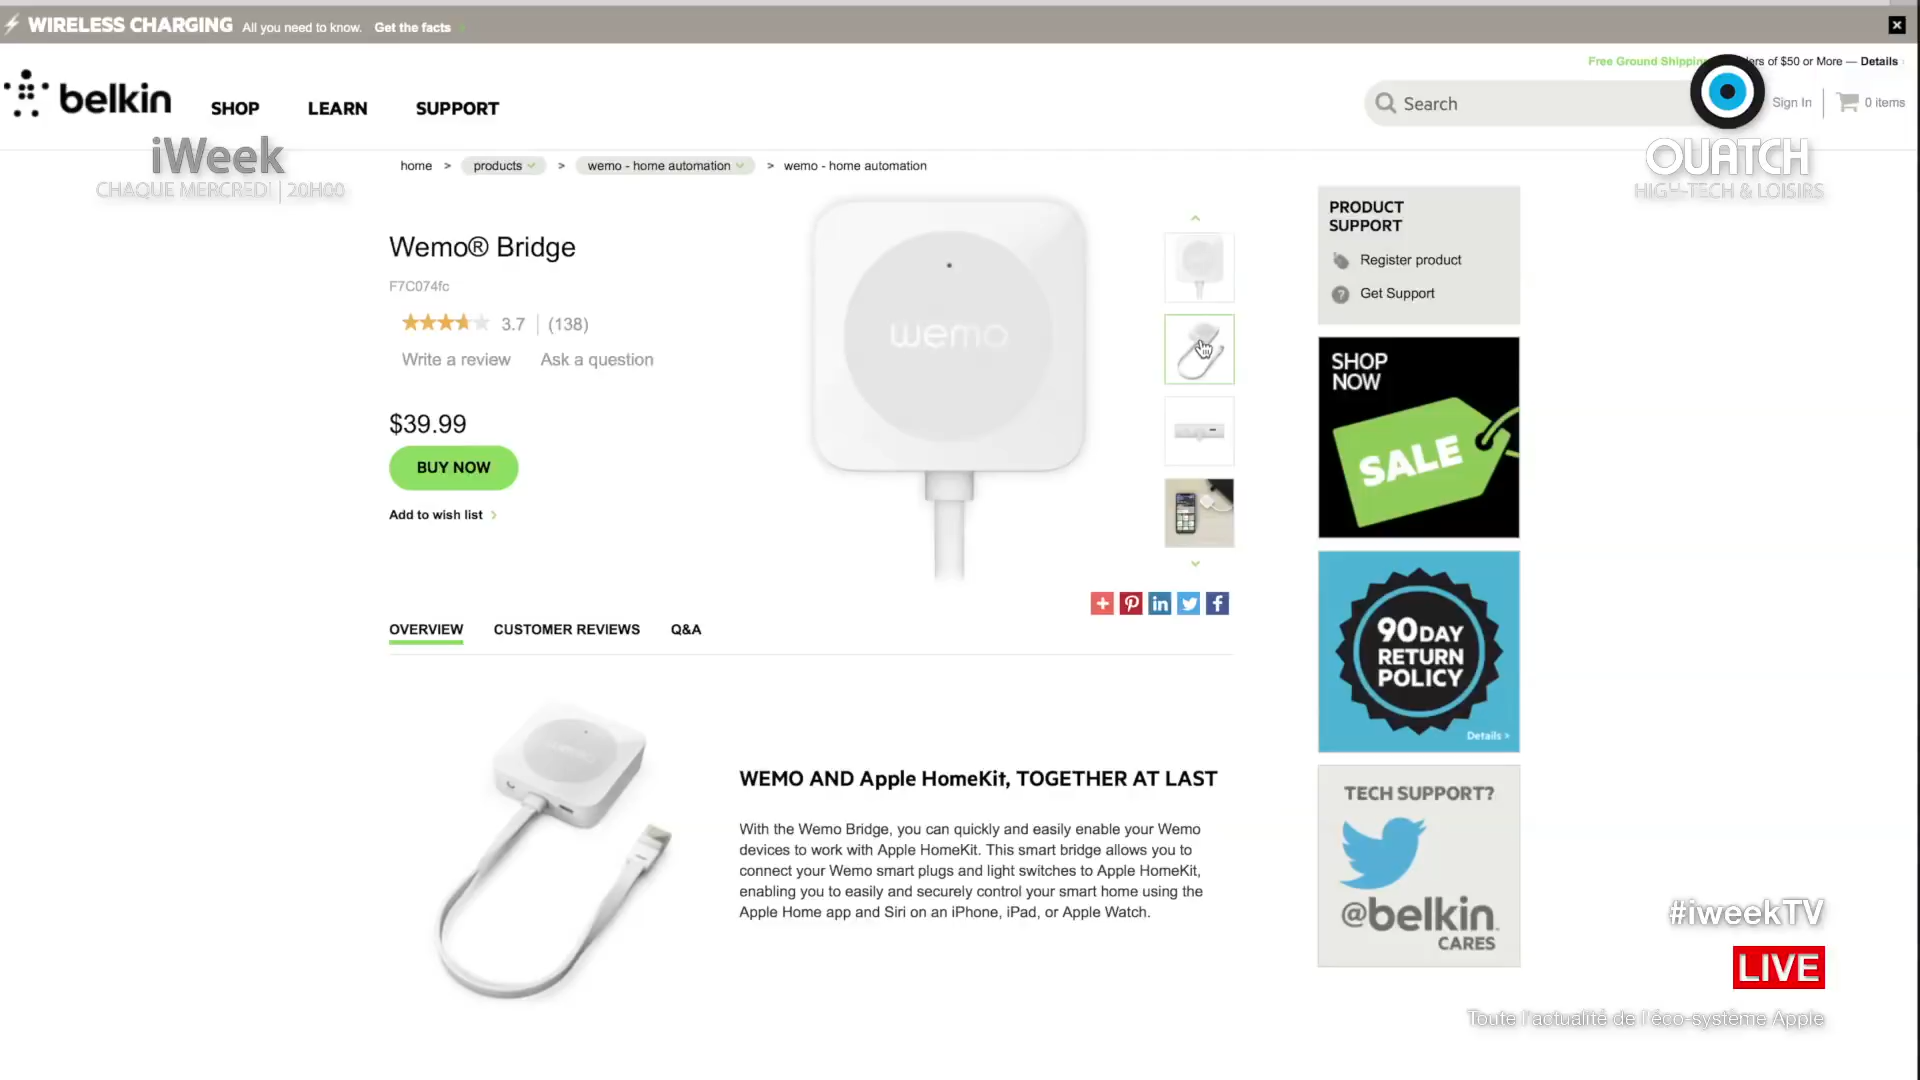 WIRELESS CHARGING All you need to know. Get the facts
Free Ground Shipping
of $50 or More — Details
belkin
SHOP LEARN SUPPORT
Search
Sign In
0 items
iWeek
CHAQUE MERCREDI | 20H00
OUATCH
HIGH-TECH & LOISIRS
home > products > wemo - home automation > wemo - home automation
Wemo® Bridge
F7C074fc
3.7 (138)
Write a review Ask a question
$39.99
BUY NOW
Add to wish list
wemo
PRODUCT
SUPPORT
Register product
Get Support
SHOP
NOW
SALE
90 DAY
RETURN
POLICY
Details >
OVERVIEW CUSTOMER REVIEWS Q&A
WEMO AND Apple HomeKit, TOGETHER AT LAST
With the Wemo Bridge, you can quickly and easily enable your Wemo
devices to work with Apple HomeKit. This smart bridge allows you to
connect your Wemo smart plugs and light switches to Apple HomeKit,
enabling you to easily and securely control your smart home using the
Apple Home app and Siri on an iPhone, iPad, or Apple Watch.
TECH SUPPORT?
@belkin.
CARES
#iweekTV
LIVE
Toute l'actualité de l'éco-système Apple